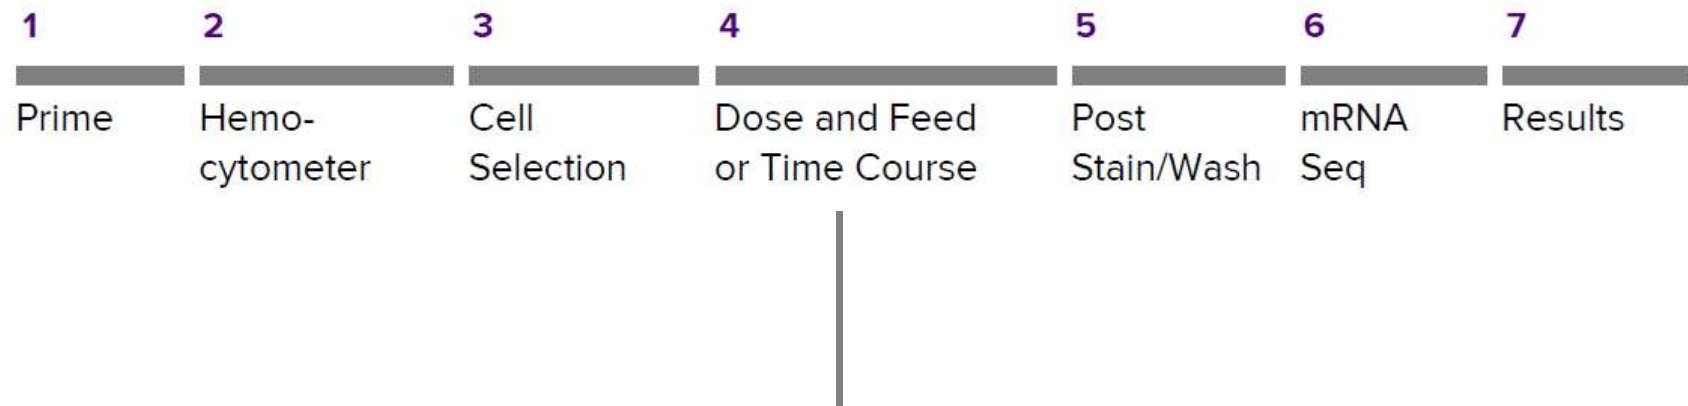 1 2 3 4 5 6 7
Prime Hemo- Cell Dose and Feed Post mRNA Results
cytometer Selection or Time Course Stain/Wash Seq